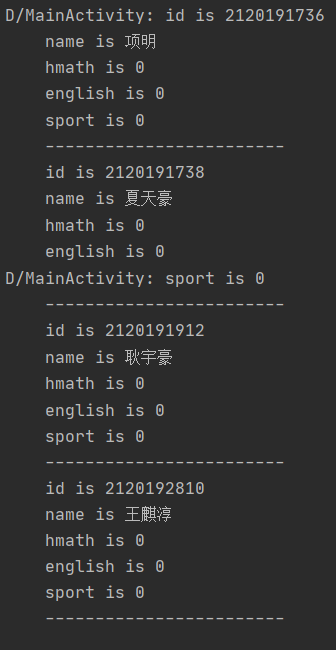 D/MainActivity: id is 2120191736
name is 项明
hmath is 0
english is 0
sport is 0
------------------------
id is 2120191738
name is 夏天豪
hmath is 0
english is 0
D/MainActivity: sport is 0
------------------------
id is 2120191912
name is 耿宇豪
hmath is 0
english is 0
sport is 0
------------------------
id is 2120192810
name is 王麒淳
hmath is 0
english is 0
sport is 0
------------------------